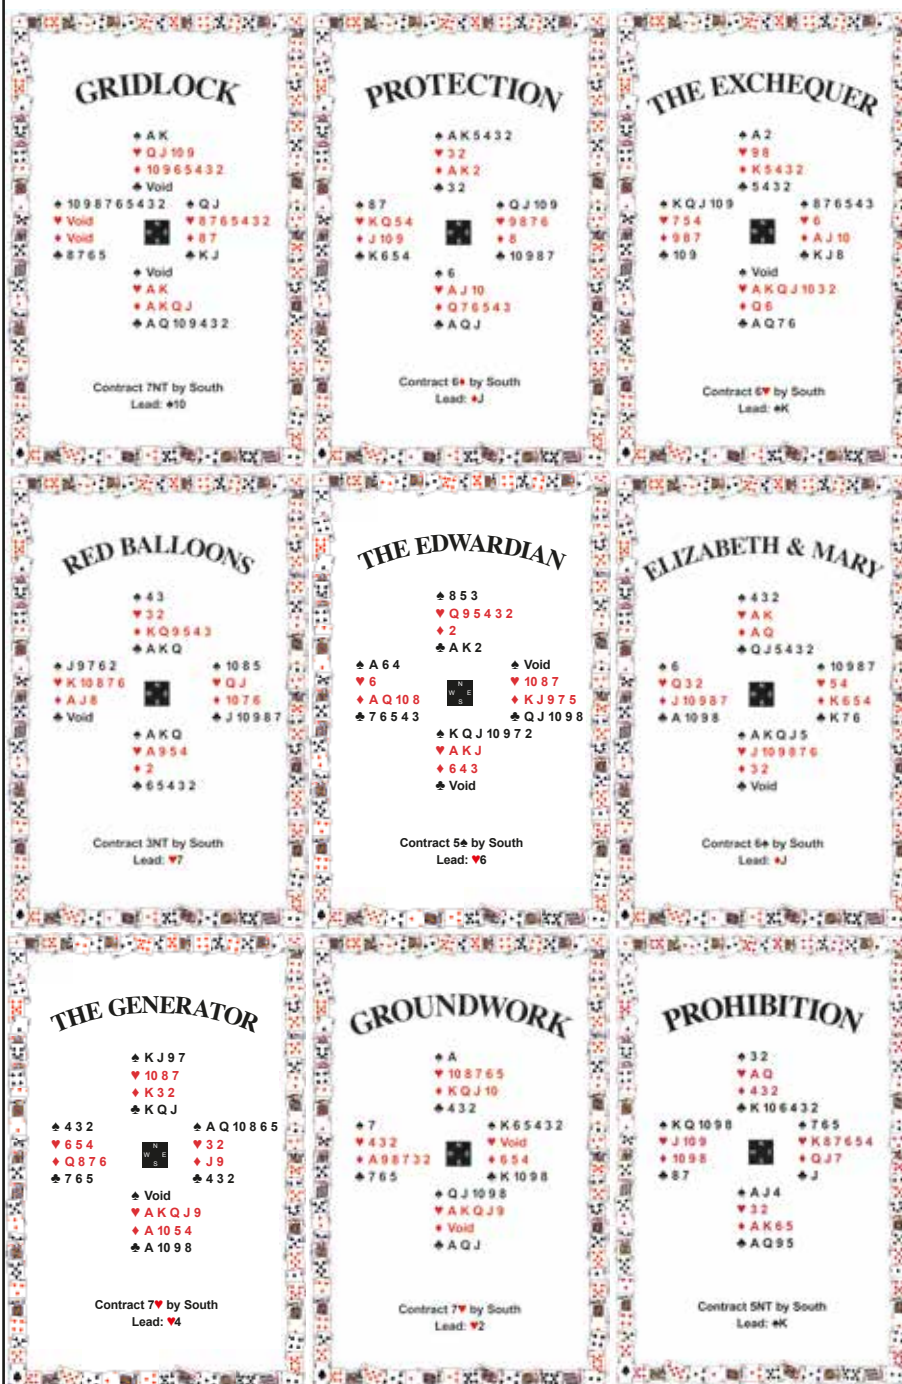 GRIDLOCK
♠ A K
♥ Q J 10 9
♦ 10 9 6 5 4 3 2
♣ Void
♠ 10 9 8 7 6 5 4 3 2
♥ Void
♦ Void
♣ 8 7 6 5
♠ Q J
♥ 8 7 6 5 4 3 2
♦ 8 7
♣ K J
♠ Void
♥ A K
♦ A K Q J
♣ A Q 10 9 4 3 2
Contract 7NT by South
Lead: ♠10
PROTECTION
♠ A K 5 4 3 2
♥ 3 2
♦ A K 2
♣ 3 2
♠ 8 7
♥ K Q 5 4
♦ J 10 9
♣ K 6 5 4
♠ Q J 10 9
♥ 9 8 7 6
♦ 8
♣ 10 9 8 7
♠ 6
♥ A J 10
♦ Q 7 6 5 4 3
♣ A Q J
Contract 6♦ by South
Lead: ♦J
THE EXCHEQUER
♠ A 2
♥ 9 8
♦ K 5 4 3 2
♣ 5 4 3 2
♠ K Q J 10 9
♥ 7 5 4
♦ 9 8 7
♣ 10 9
♠ 8 7 6 5 4 3
♥ 6
♦ A J 10
♣ K J 8
♠ Void
♥ A K Q J 10 3 2
♦ Q 6
♣ A Q 7 6
Contract 6♥ by South
Lead: ♠K
RED BALLOONS
♠ 4 3
♥ 3 2
♦ K Q 9 5 4 3
♣ A K Q
♠ J 9 7 6 2
♥ K 10 8 7 6
♦ A J 8
♣ Void
♠ 10 8 5
♥ Q J
♦ 10 7 6
♣ J 10 9 8 7
♠ A K Q
♥ A 9 5 4
♦ 2
♣ 6 5 4 3 2
Contract 3NT by South
Lead: ♥7
THE EDWARDIAN
♠ 8 5 3
♥ Q 9 5 4 3 2
♦ 2
♣ A K 2
♠ A 6 4
♥ 6
♦ A Q 10 8
♣ 7 6 5 4 3
N
W E
S
♠ Void
♥ 10 8 7
♦ K J 9 7 5
♣ Q J 10 9 8
♠ K Q J 10 9 7 2
♥ A K J
♦ 6 4 3
♣ Void
Contract 5♠ by South
Lead: ♥6
ELIZABETH & MARY
♠ 4 3 2
♥ A K
♦ A Q
♣ Q J 5 4 3 2
♠ 6
♥ Q 3 2
♦ J 10 9 8 7
♣ A 10 9 8
♠ 10 9 8 7
♥ 5 4
♦ K 6 5 4
♣ K 7 6
♠ A K Q J 5
♥ J 10 9 8 7 6
♦ 3 2
♣ Void
Contract 6♠ by South
Lead: ♦J
THE GENERATOR
♠ K J 9 7
♥ 10 8 7
♦ K 3 2
♣ K Q J
♠ 4 3 2
♥ 6 5 4
♦ Q 8 7 6
♣ 7 6 5
N
W E
S
♠ A Q 10 8 6 5
♥ 3 2
♦ J 9
♣ 4 3 2
♠ Void
♥ A K Q J 9
♦ A 10 5 4
♣ A 10 9 8
Contract 7♥ by South
Lead: ♥4
GROUNDWORK
♠ A
♥ 10 8 7 6 5
♦ K Q J 10
♣ 4 3 2
♠ 7
♥ 4 3 2
♦ A 9 8 7 3 2
♣ 7 6 5
♠ K 6 5 4 3 2
♥ Void
♦ 6 5 4
♣ K 10 9 8
♠ Q J 10 9 8
♥ A K Q J 9
♦ Void
♣ A Q J
Contract 7♥ by South
Lead: ♥2
PROHIBITION
♠ 3 2
♥ A Q
♦ 4 3 2
♣ K 10 6 4 3 2
♠ K Q 10 9 8
♥ J 10 9
♦ 10 9 8
♣ 8 7
♠ 7 6 5
♥ K 8 7 6 5 4
♦ Q J 7
♣ J
♠ A J 4
♥ 3 2
♦ A K 6 5
♣ A Q 9 5
Contract 5NT by South
Lead: ♠K